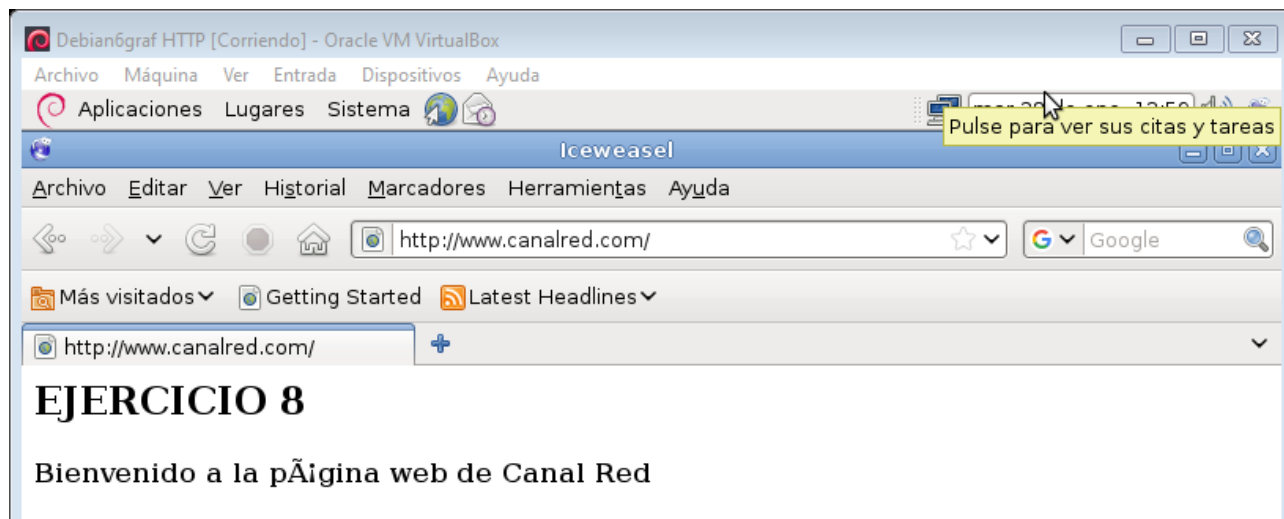 Debian6graf HTTP [Corriendo] - Oracle VM VirtualBox
Archivo Máquina Ver Entrada Dispositivos Ayuda
Aplicaciones Lugares Sistema
Pulse para ver sus citas y tareas
Iceweasel
Archivo Editar Ver Historial Marcadores Herramientas Ayuda
http://www.canalred.com/ Google
Más visitados Getting Started Latest Headlines
http://www.canalred.com/
EJERCICIO 8
Bienvenido a la pÃ¡gina web de Canal Red